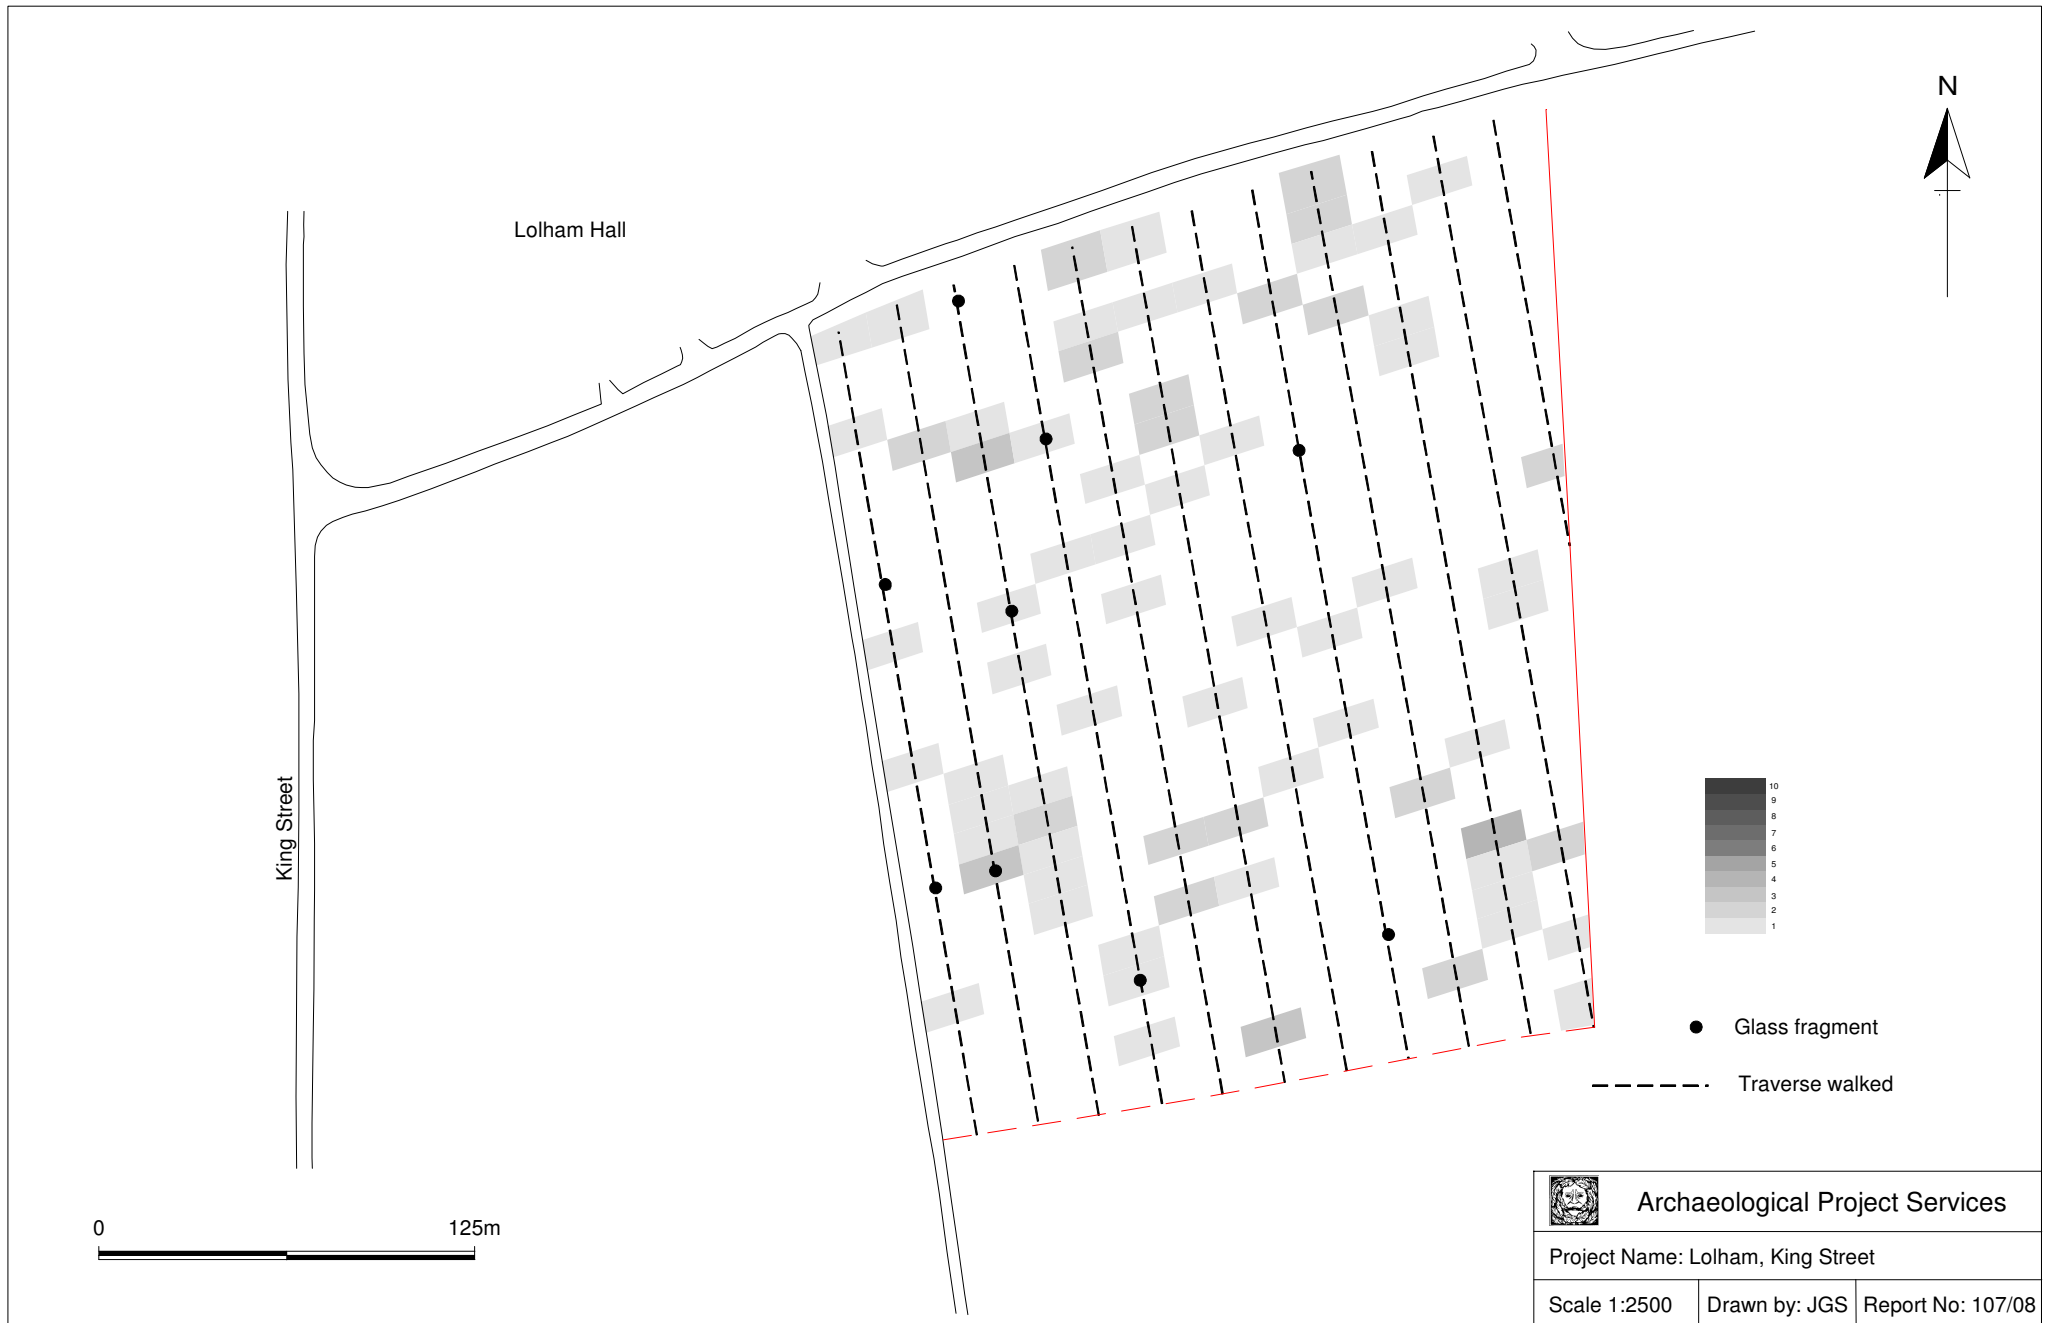 N
Lolham Hall
King Street
10
9
8
7
6
5
4
3
2
1
Glass fragment
Traverse walked
0 125m
Archaeological Project Services
Project Name: Lolham, King Street
Scale 1:2500 Drawn by: JGS Report No: 107/08